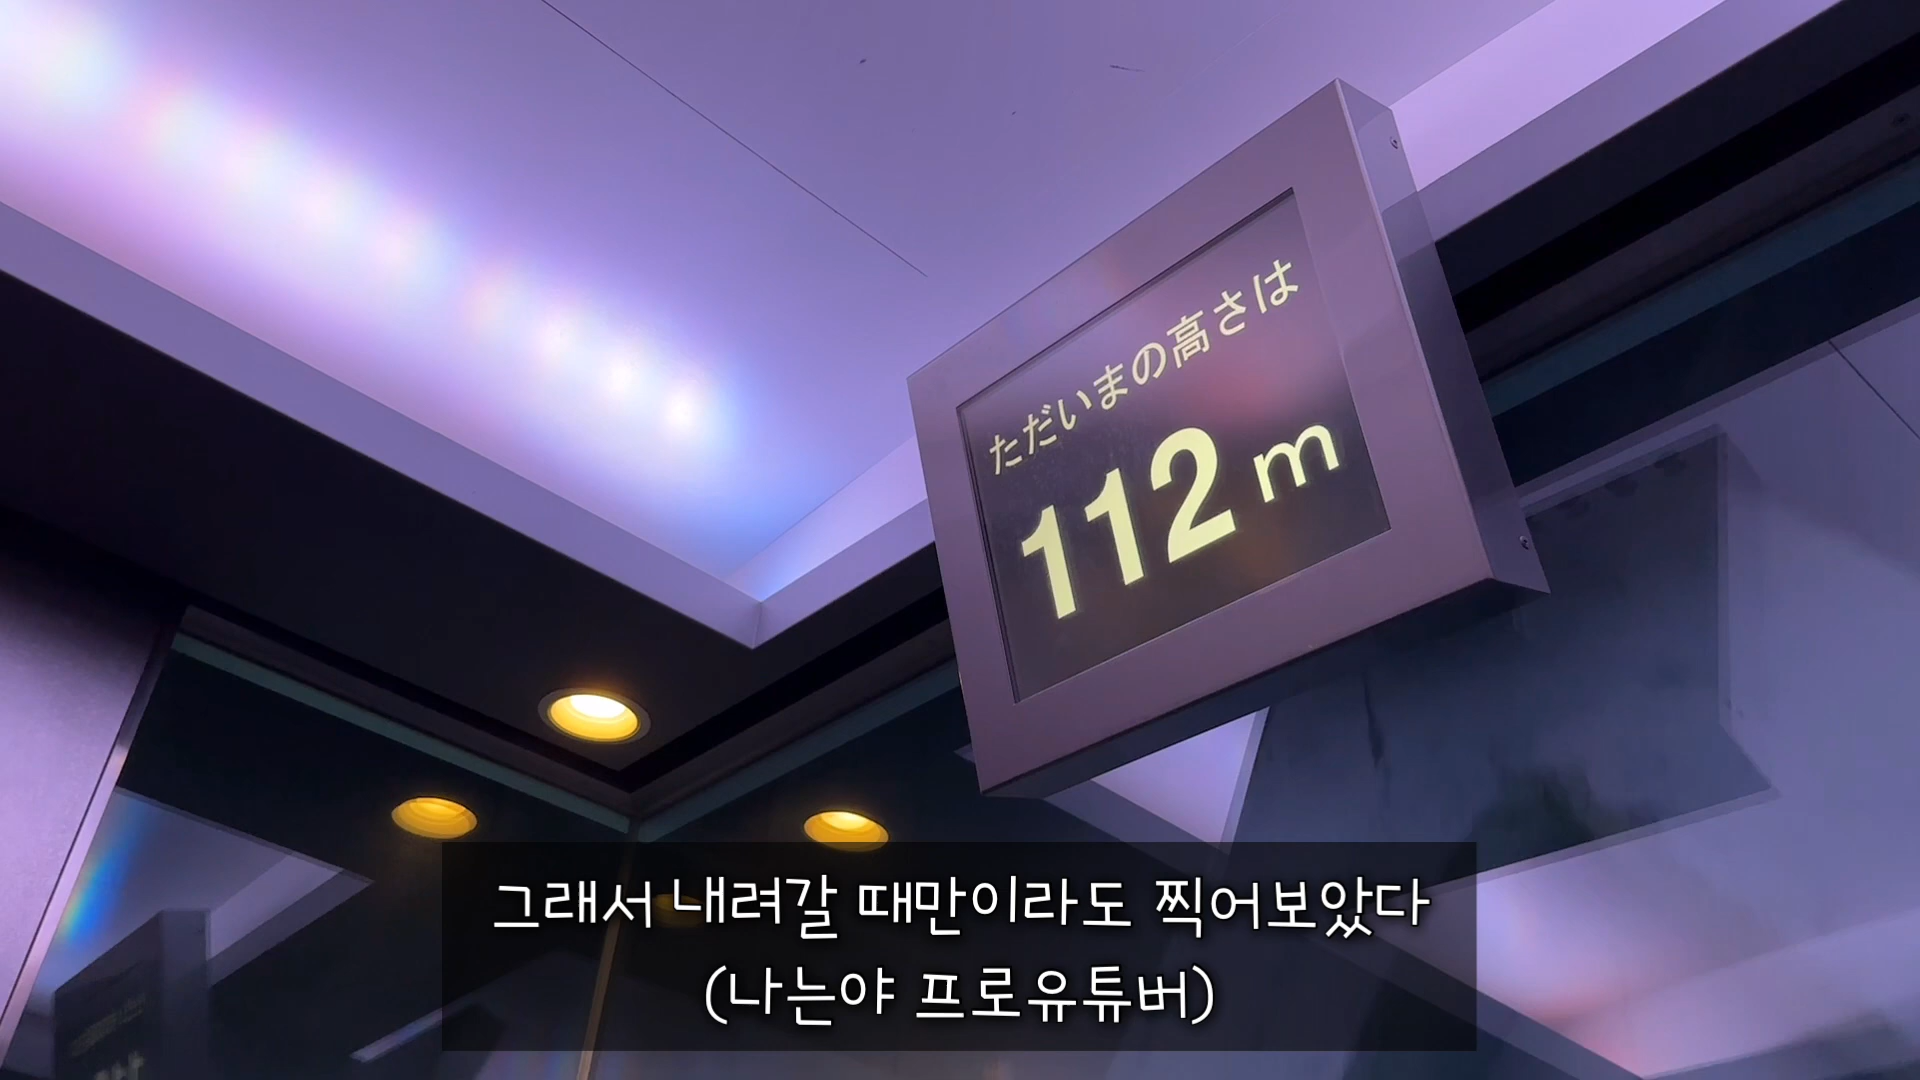 ただいまの高さは
112m
그래서 내려갈 때만이라도 찍어보았다
(나는야 프로유튜버)